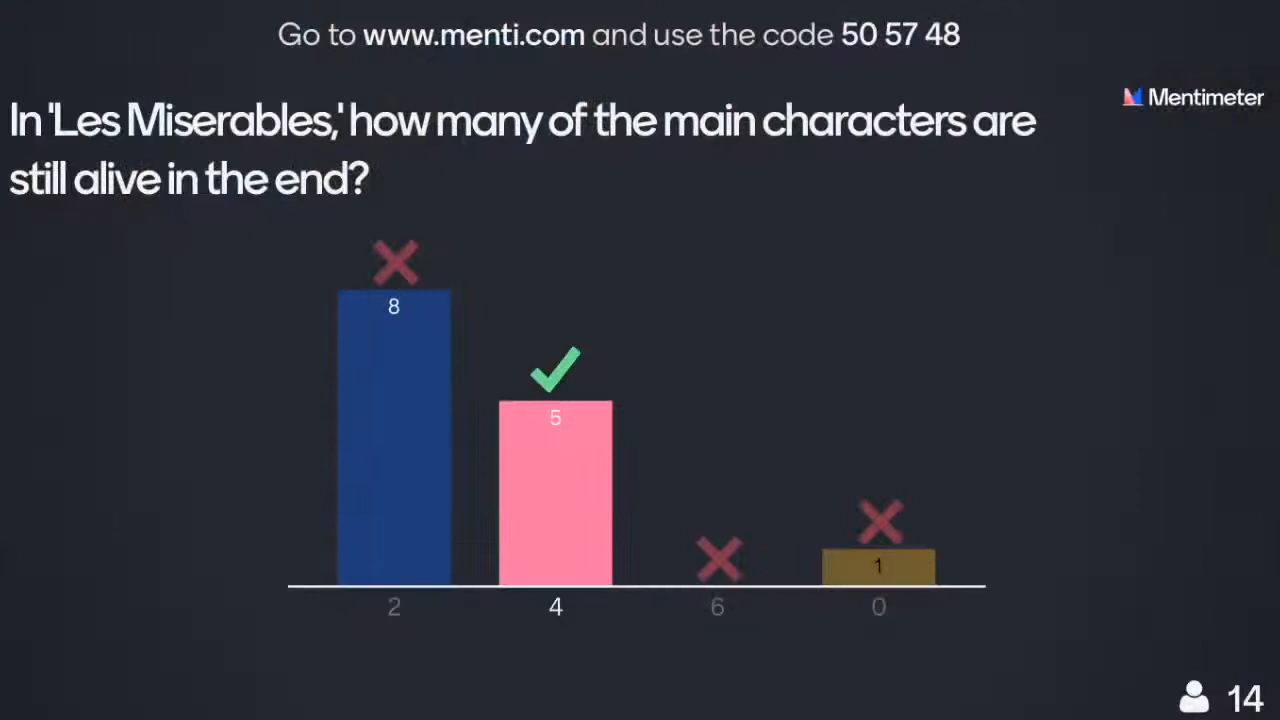 Go to www.menti.com and use the code 50 57 48
Mentimeter
In 'Les Miserables,' how many of the main characters are
still alive in the end?
8
5
1
2 4 6 0
14